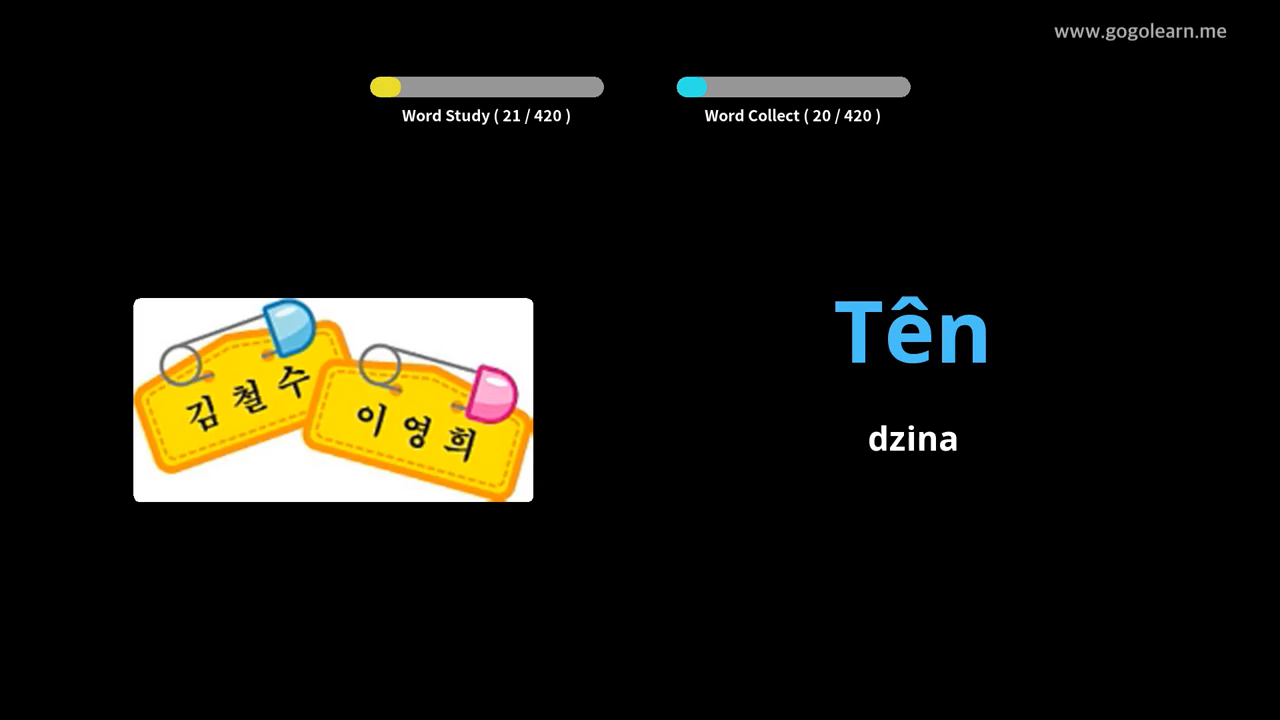 www.gogolearn.me
Word Study ( 21 / 420 )
Word Collect ( 20 / 420 )
김철수
이영희
Tên
dzina